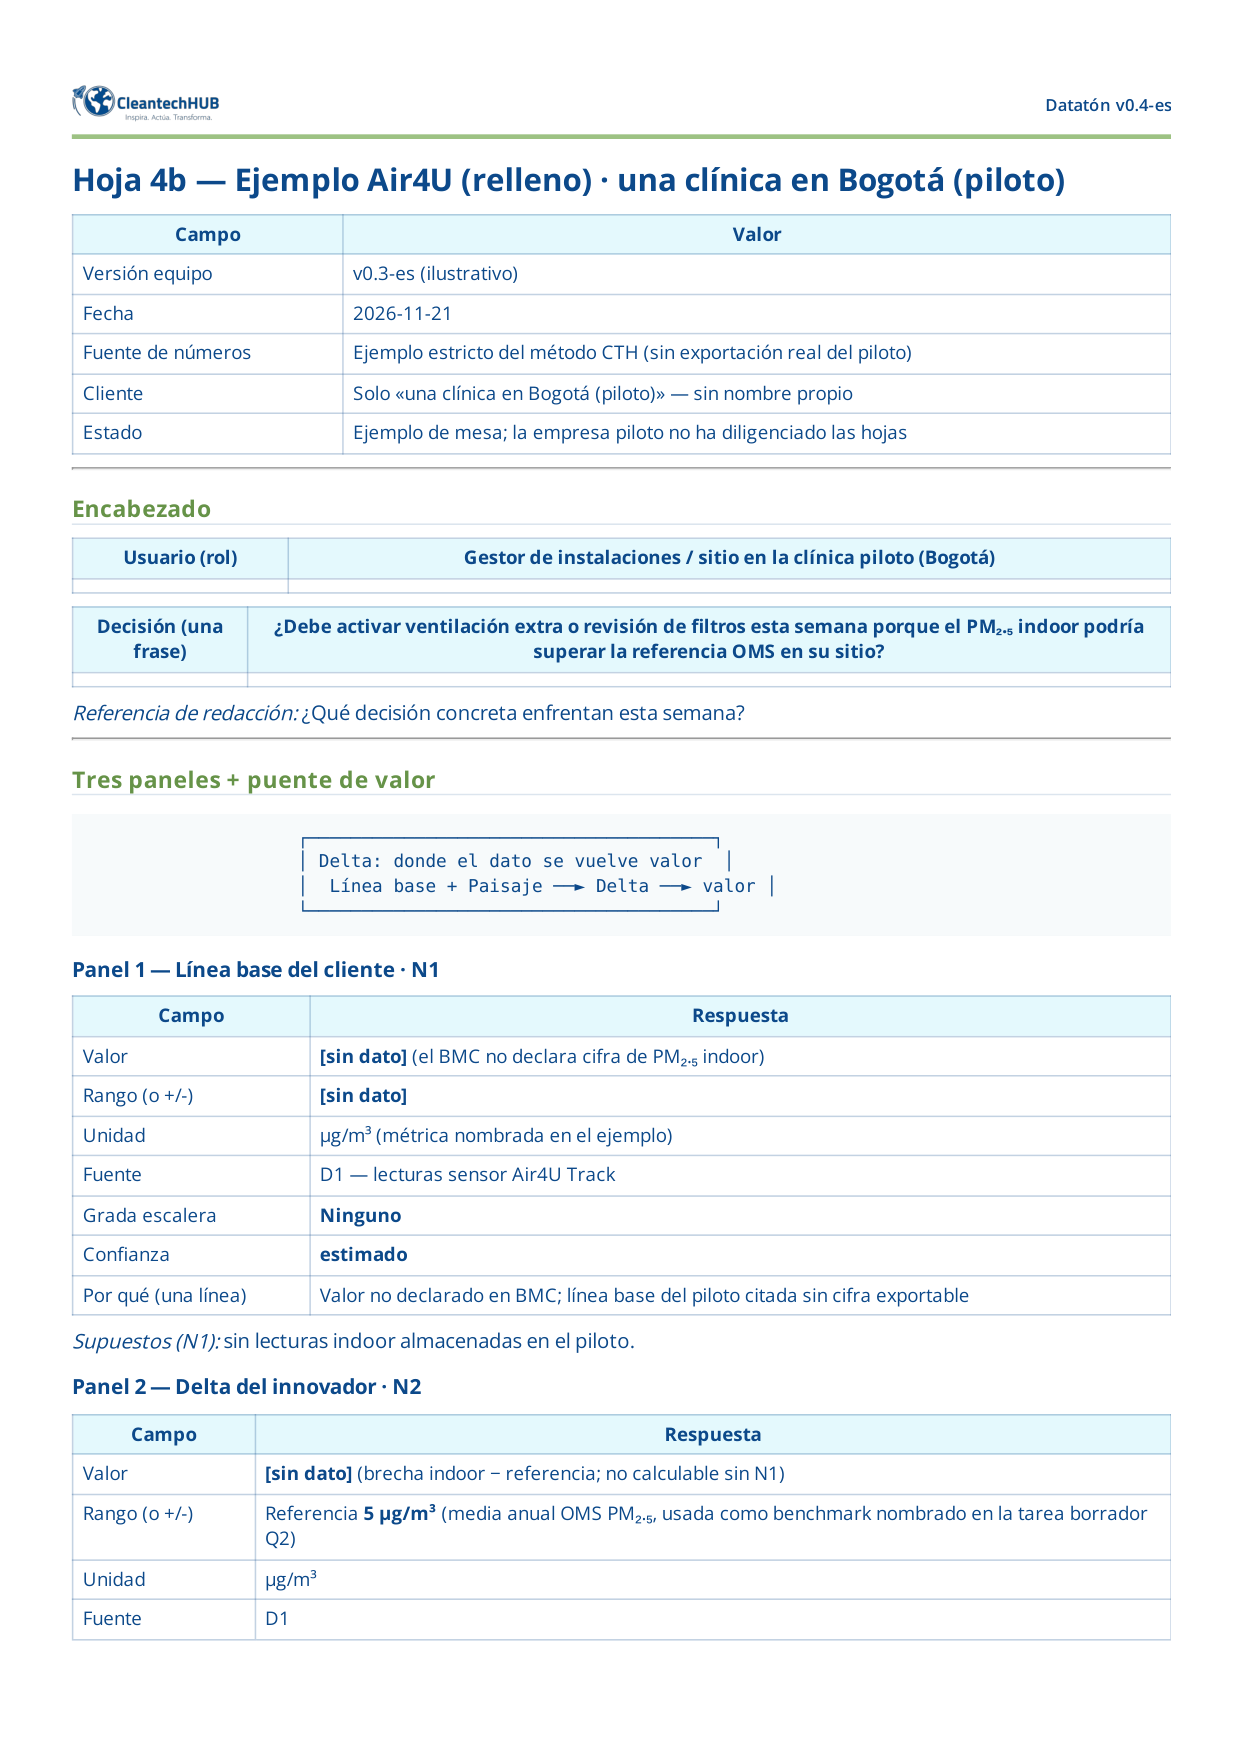 CleantechHUB
Inspira. Actúa. Transforma.
Datatón v0.4-es
Hoja 4b — Ejemplo Air4U (relleno) · una clínica en Bogotá (piloto)
Campo Valor
Versión equipo v0.3-es (ilustrativo)
Fecha 2026-11-21
Fuente de números Ejemplo estricto del método CTH (sin exportación real del piloto)
Cliente Solo «una clínica en Bogotá (piloto)» — sin nombre propio
Estado Ejemplo de mesa; la empresa piloto no ha diligenciado las hojas
Encabezado
Usuario (rol) Gestor de instalaciones / sitio en la clínica piloto (Bogotá)
Decisión (una frase) ¿Debe activar ventilación extra o revisión de filtros esta semana porque el PM₂.₅ indoor podría
superar la referencia OMS en su sitio?
Referencia de redacción: ¿Qué decisión concreta enfrentan esta semana?
Tres paneles + puente de valor
Delta: donde el dato se vuelve valor
Línea base + Paisaje ──► Delta ──► valor
Panel 1 — Línea base del cliente · N1
Campo Respuesta
Valor [sin dato] (el BMC no declara cifra de PM₂.₅ indoor)
Rango (o +/-) [sin dato]
Unidad µg/m³ (métrica nombrada en el ejemplo)
Fuente D1 — lecturas sensor Air4U Track
Grada escalera Ninguno
Confianza estimado
Por qué (una línea) Valor no declarado en BMC; línea base del piloto citada sin cifra exportable
Supuestos (N1): sin lecturas indoor almacenadas en el piloto.
Panel 2 — Delta del innovador · N2
Campo Respuesta
Valor [sin dato] (brecha indoor − referencia; no calculable sin N1)
Rango (o +/-) Referencia 5 µg/m³ (media anual OMS PM₂.₅, usada como benchmark nombrado en la tarea borrador
Q2)
Unidad µg/m³
Fuente D1